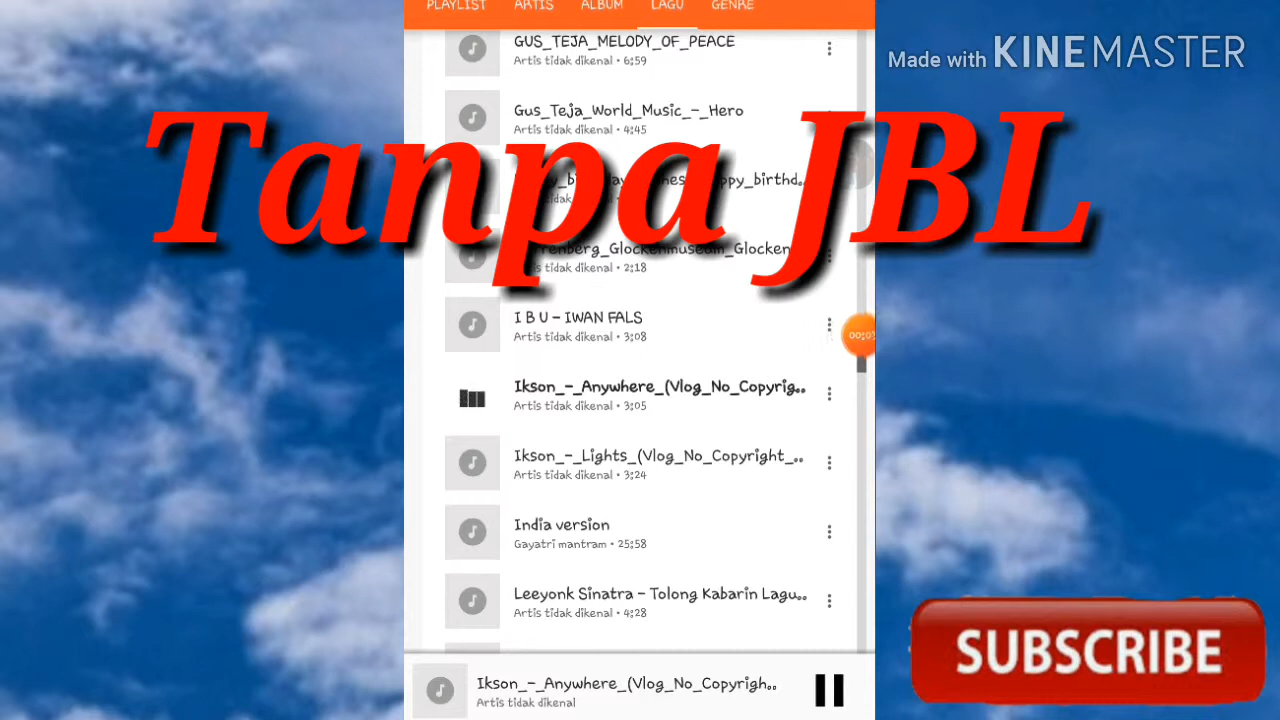 PLAYLIST ARTIS ALBUM LAGU GENRE
Made with KINEMASTER
GUS_TEJA_MELODY_OF_PEACE
Artis tidak dikenal • 6:59
Gus_Teja_World_Music_-_Hero
Artis tidak dikenal • 4:45
Tanpa JBL
Artis tidak dikenal • 2:18
I B U - IWAN FALS
Artis tidak dikenal • 3:08
00:03
Ikson_-_Anywhere_(Vlog_No_Copyrig..
Artis tidak dikenal • 3:05
Ikson_-_Lights_(Vlog_No_Copyright_..
Artis tidak dikenal • 3:24
India version
Gayatri mantram • 25:58
Leeyonk Sinatra - Tolong Kabarin Lagu..
Artis tidak dikenal • 4:28
SUBSCRIBE
Ikson_-_Anywhere_(Vlog_No_Copyrigh..
Artis tidak dikenal